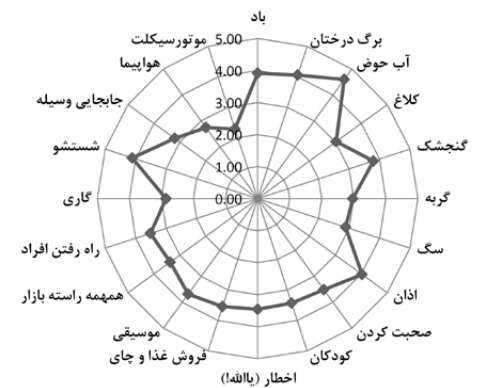 باد
برگ درختان
آب حوض
کلاغ
گنجشک
گربه
سگ
اذان
صحبت کردن
کودکان
اخطار (یاالله!)
فروش غذا و چای
موسیقی
همهمه راسته بازار
راه رفتن افراد
گاری
شستشو
جابجایی وسیله
هواپیما
موتورسیکلت
5.00
4.00
3.00
2.00
1.00
0.00